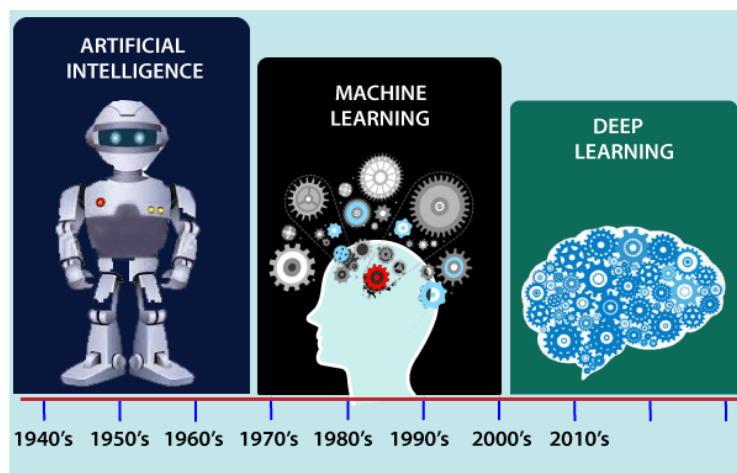 ARTIFICIAL
INTELLIGENCE
MACHINE
LEARNING
DEEP
LEARNING
1940's 1950's 1960's 1970's 1980's 1990's 2000's 2010's